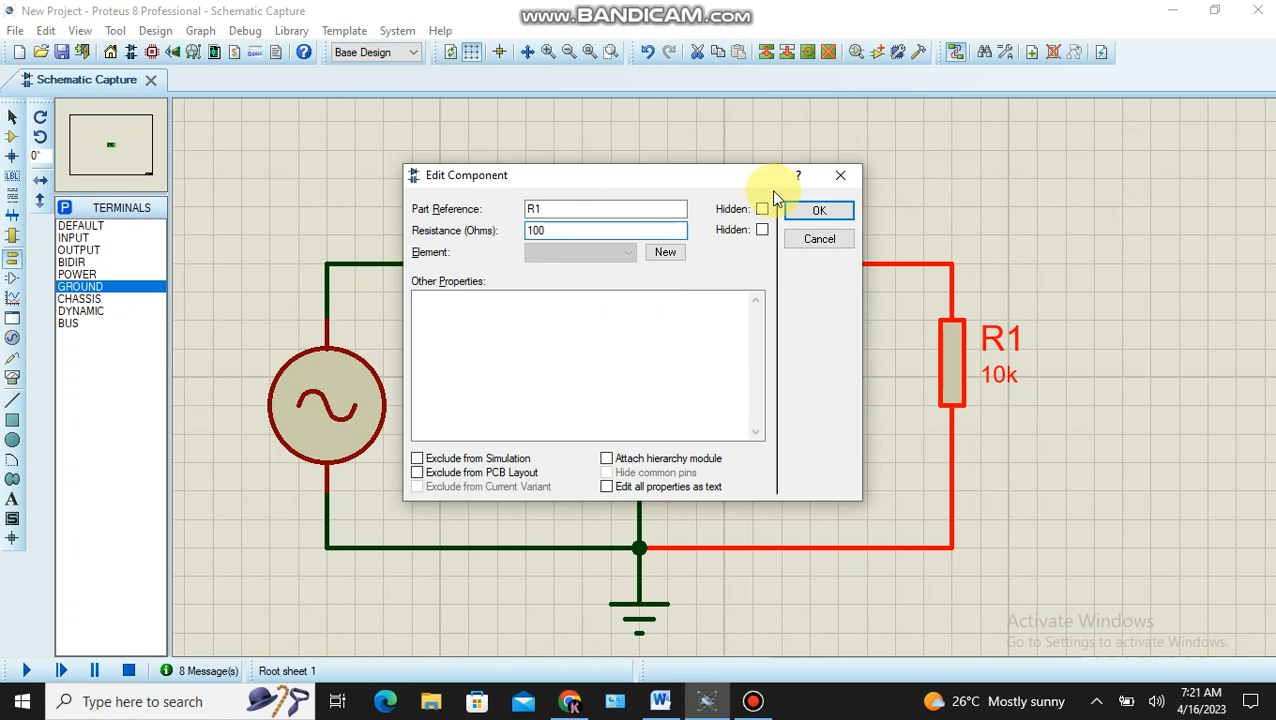 New Project - Proteus 8 Professional - Schematic Capture
www.BANDICAM.com
File Edit View Tool Design Graph Debug Library Template System Help
Base Design
Schematic Capture
0°
LBL
P TERMINALS
DEFAULT
INPUT
OUTPUT
BIDIR
POWER
GROUND
CHASSIS
DYNAMIC
BUS
Edit Component
?
Part Reference: R1 Hidden: OK
Resistance (Ohms): 100 Hidden: Cancel
Element: New
Other Properties:
Exclude from Simulation Attach hierarchy module
Exclude from PCB Layout Hide common pins
Exclude from Current Variant Edit all properties as text
R1
10k
Activate Windows
Go to Settings to activate Windows.
8 Message(s) Root sheet 1
Type here to search
26°C Mostly sunny
7:21 AM
4/16/2023